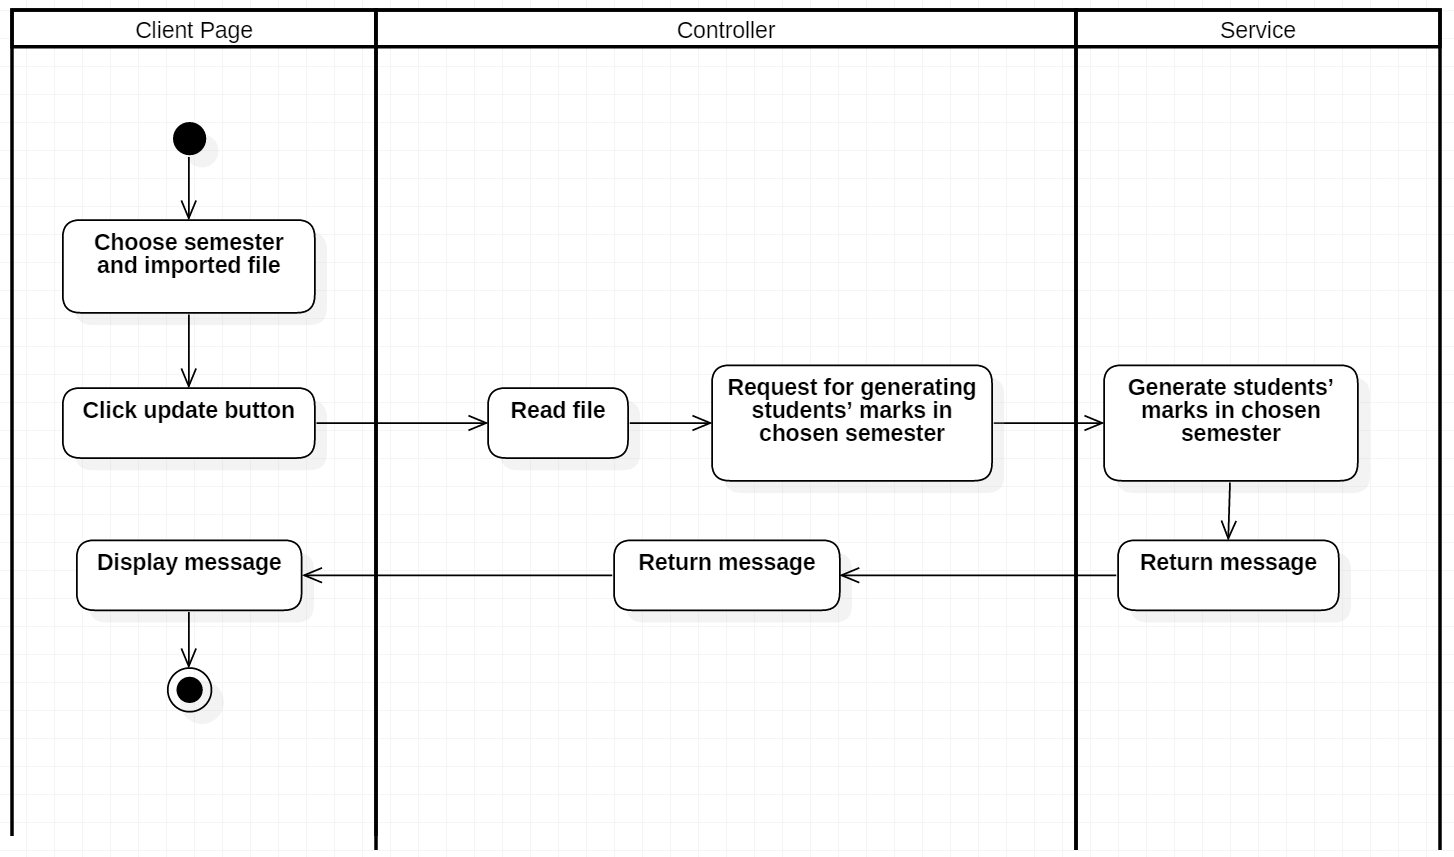 Client Page
Controller
Service
Choose semester
and imported file
Click update button
Read file
Request for generating
students’ marks in
chosen semester
Generate students’
marks in chosen
semester
Display message
Return message
Return message